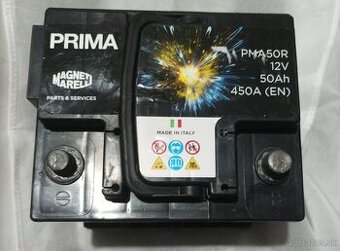 PRIMA
MAGNETI
MARELLI
PARTS & SERVICES
PMA50R
12V
50Ah
450A (EN)
MADE IN ITALY